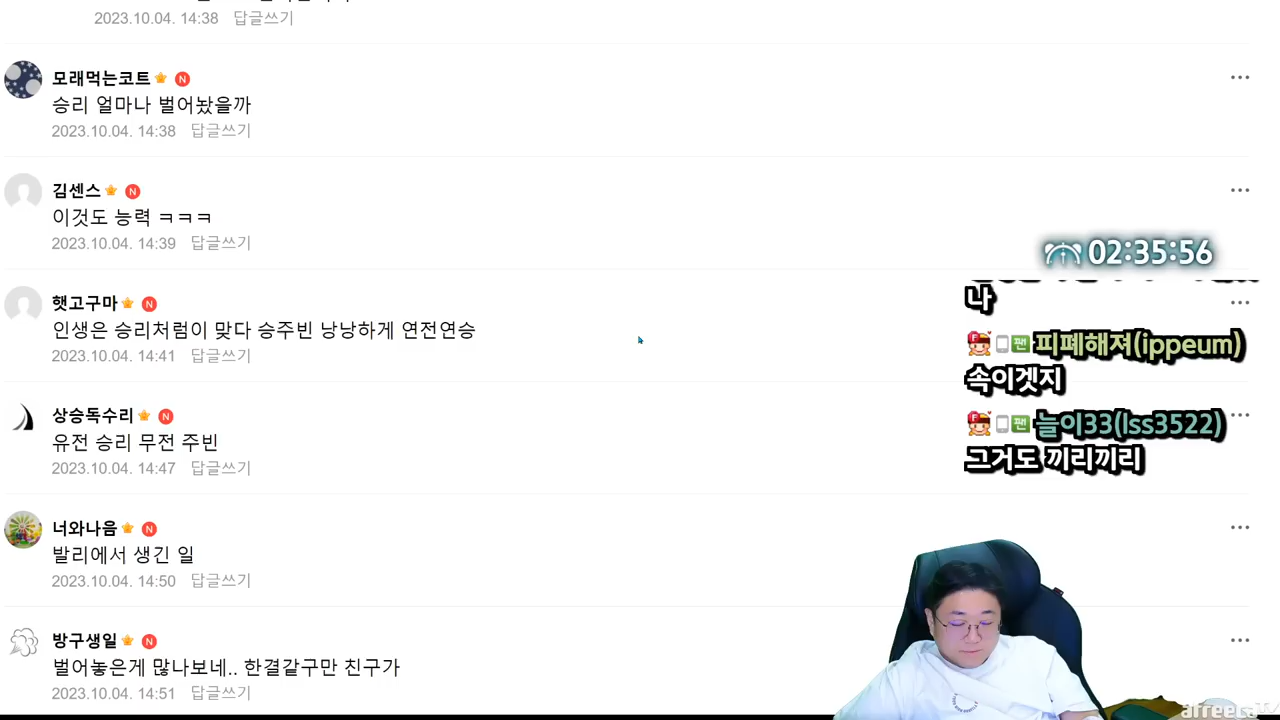 2023.10.04. 14:38 답글쓰기
모래먹는코트 N
승리 얼마나 벌어놨을까
2023.10.04. 14:38 답글쓰기
김센스 N
이것도 능력 ㅋㅋㅋ
2023.10.04. 14:39 답글쓰기
02:35:56
햇고구마 N
인생은 승리처럼이 맞다 승주빈 낭낭하게 연전연승
2023.10.04. 14:41 답글쓰기
나
F 팬 피폐해져(ippeum)
속이겟지
상승독수리 N
유전 승리 무전 주빈
2023.10.04. 14:47 답글쓰기
F 팬 늘이33(lss3522)
그거도 끼리끼리
너와나음 N
발리에서 생긴 일
2023.10.04. 14:50 답글쓰기
방구생일 N
벌어놓은게 많나보네.. 한결같구만 친구가
2023.10.04. 14:51 답글쓰기
afreecaTV